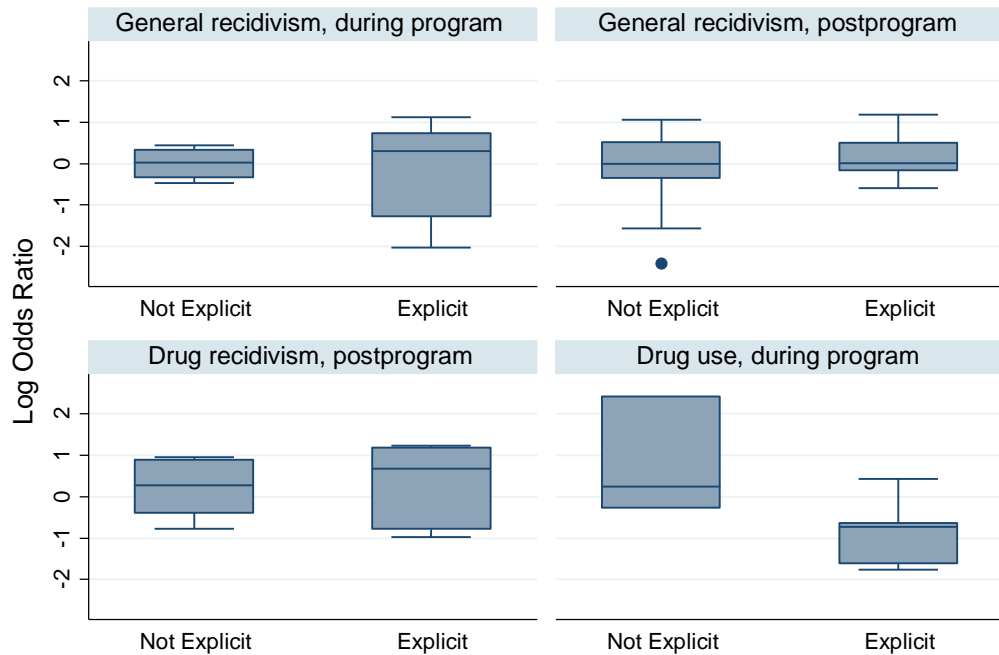 General recidivism, during program
General recidivism, postprogram
2
1
0
-1
-2
Not Explicit
Explicit
Not Explicit
Explicit
Drug recidivism, postprogram
Drug use, during program
2
1
0
-1
-2
Not Explicit
Explicit
Not Explicit
Explicit
Log Odds Ratio